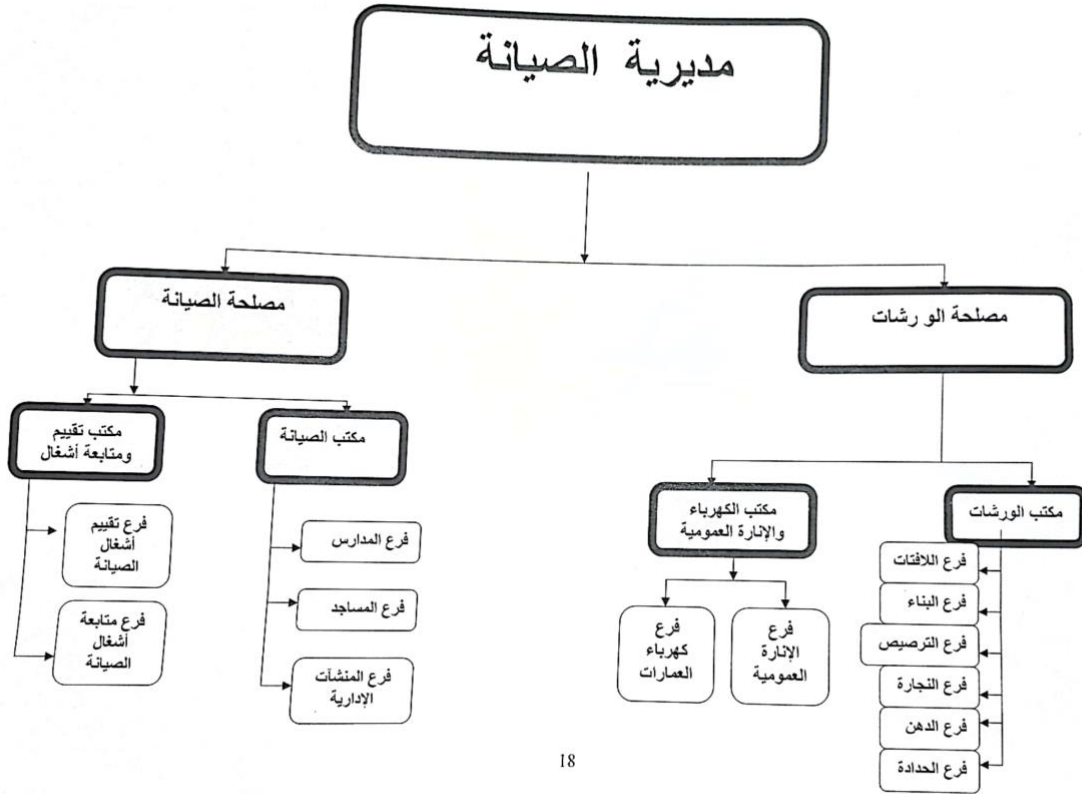 مديرية الصيانة
مصلحة الورشات
مصلحة الصيانة
مكتب الورشات
مكتب الكهرباء
والإنارة العمومية
مكتب الصيانة
مكتب تقييم
ومتابعة أشغال
فرع اللافتات
فرع البناء
فرع الترصيص
فرع النجارة
فرع الدهن
فرع الحدادة
فرع
الإنارة
العمومية
فرع
كهرباء
العمارات
فرع المدارس
فرع المساجد
فرع المنشآت
الإدارية
فرع تقييم
أشغال
الصيانة
فرع متابعة
أشغال
الصيانة
18